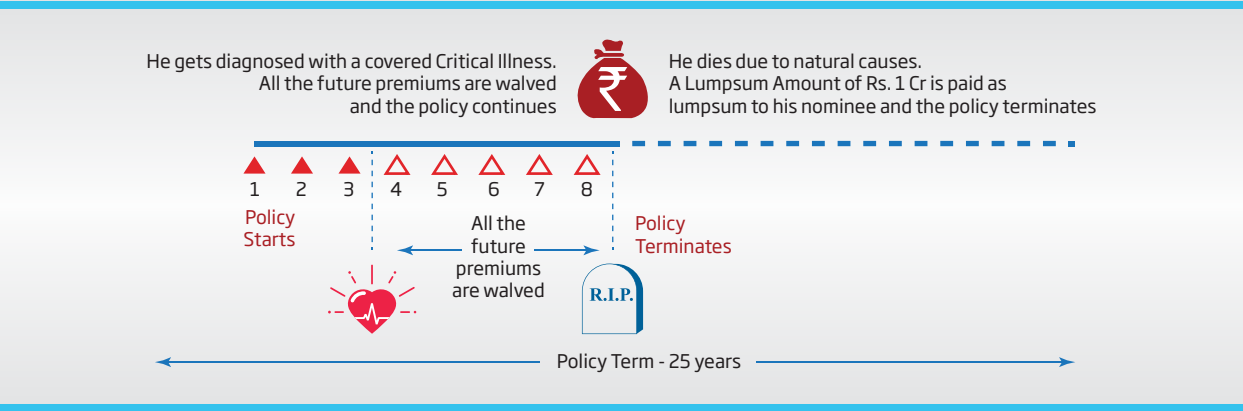 He gets diagnosed with a covered Critical Illness.
All the future premiums are walved
and the policy continues
₹
He dies due to natural causes.
A Lumpsum Amount of Rs. 1 Cr is paid as
lumpsum to his nominee and the policy terminates
1 2 3 4 5 6 7 8
Policy
Starts
All the
future
premiums
are walved
Policy
Terminates
R.I.P.
Policy Term - 25 years